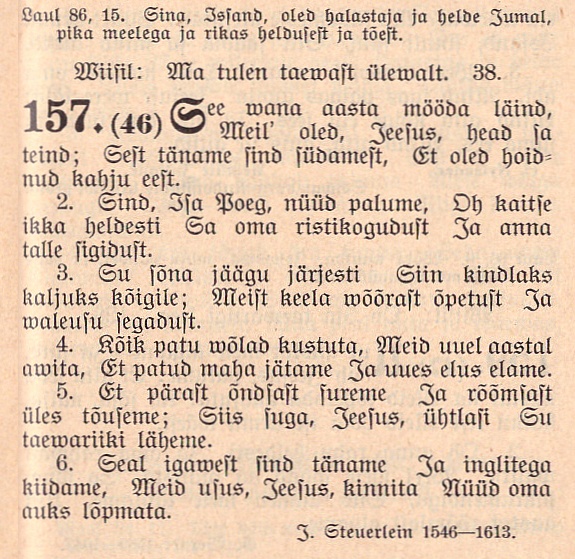 Laul 86, 15. Sina, Issand, oled halastaja ja helde Jumal,
pika meelega ja rikas heldusest ja tõest.
Wiisil: Ma tulen taewast ülewalt. 38.
157. (46) See wana aasta mööda läind,
Meil' oled, Jeesus, head sa
teind; Sest täname sind südamest, Et oled hoid-
nud kahju eest.
2. Sind, Isa Poeg, nüüd palume, Oh kaitse
ikka heldesti Sa oma ristikogudust Ja anna
talle sigidust.
3. Su sõna jäägu järjesti Siin kindlaks
kaljuks kõigile; Meist keela wõõrast õpetust Ja
waleusu segadust.
4. Kõik patu wõlad kustuta, Meid uuel aastal
awita, Et patud maha jätame Ja uues elus elame.
5. Et pärast õndsast sureme Ja rõõmsast
üles tõuseme; Siis suga, Jeesus, ühtlasi Su
taewariiki läheme.
6. Seal igawest sind täname Ja inglitega
kiidame, Meid usus, Jeesus, kinnita Nüüd oma
auks lõpmata.
J. Steuerlein 1546—1613.